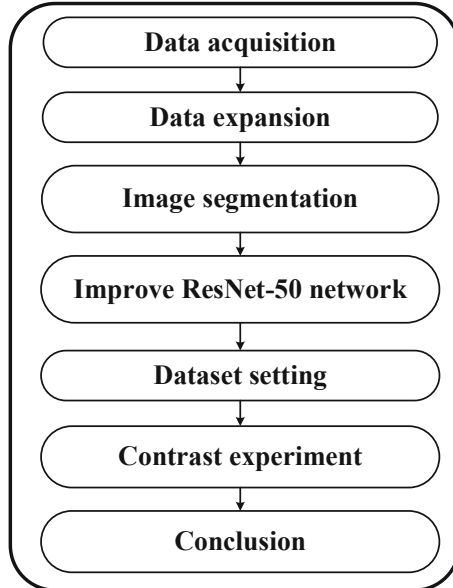 Data acquisition
Data expansion
Image segmentation
Improve ResNet-50 network
Dataset setting
Contrast experiment
Conclusion